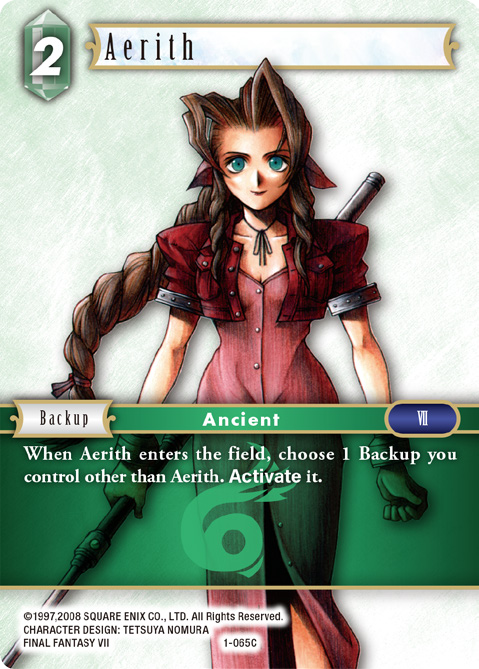 2
Aerith
Backup
Ancient
VII
When Aerith enters the field, choose 1 Backup you
control other than Aerith. Activate it.
©1997,2008 SQUARE ENIX CO., LTD. All Rights Reserved.
CHARACTER DESIGN: TETSUYA NOMURA
FINAL FANTASY VII
1-065C